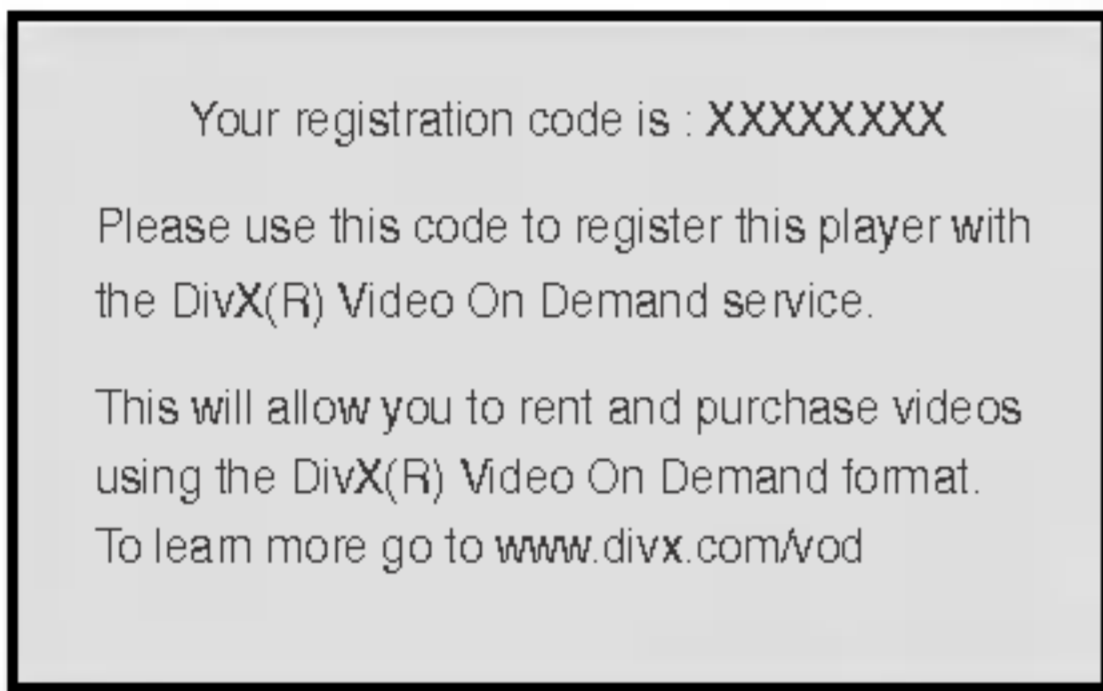 Your registration code is : XXXXXXXX
Please use this code to register this player with
the DivX(R) Video On Demand service.
This will allow you to rent and purchase videos
using the DivX(R) Video On Demand format.
To learn more go to www.divx.com/vod